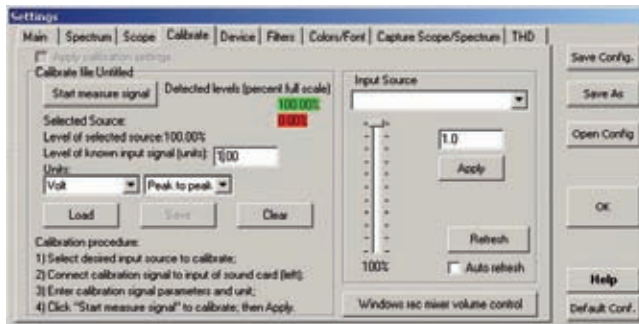 Settings
Main Spectrum Scope Calibrate Device Filters Colors/Font Capture Scope/Spectrum THD
Apply calibration settings
Calibrate file:Untitled
Start measure signal
Detected levels (percent full scale)
100.00%
0.00%
Selected Source:
Level of selected source:100.00%
Level of known input signal (units):
1.00
Units:
Volt
Peak to peak
Load
Save
Clear
Calibration procedure:
1) Select desired input source to calibrate;
2) Connect calibration signal to input of sound card (left);
3) Enter calibration signal parameters and unit;
4) Click "Start measure signal" to calibrate; then Apply.
Input Source
1.0
Apply
Refresh
100%
Auto refresh
Windows rec mixer volume control
Save Config.
Save As
Open Config
OK
Help
Default Conf.